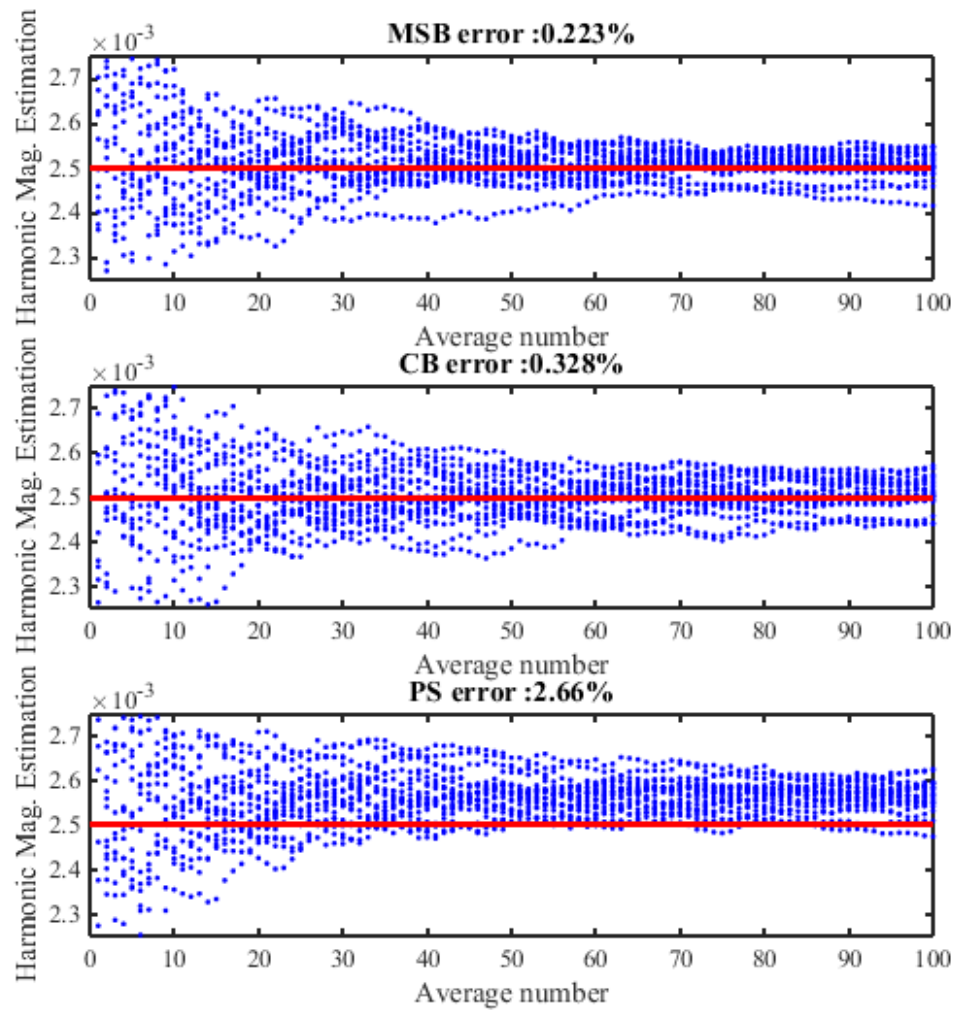 MSB error :0.223%
×10-3
Harmonic Mag. Estimation
2.7
2.6
2.5
2.4
2.3
0 10 20 30 40 50 60 70 80 90 100
Average number
CB error :0.328%
×10-3
Harmonic Mag. Estimation
2.7
2.6
2.5
2.4
2.3
0 10 20 30 40 50 60 70 80 90 100
Average number
PS error :2.66%
×10-3
Harmonic Mag. Estimation
2.7
2.6
2.5
2.4
2.3
0 10 20 30 40 50 60 70 80 90 100
Average number